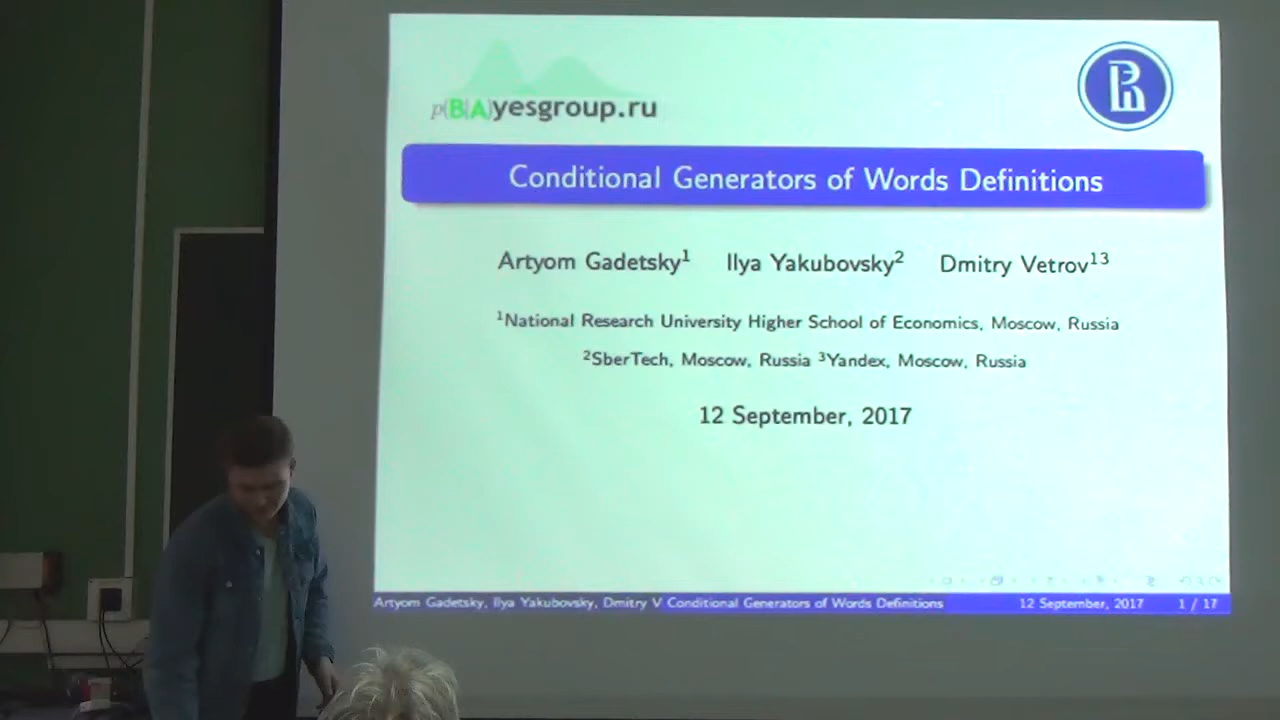 p(B|A)yesgroup.ru
Conditional Generators of Words Definitions
Artyom Gadetsky¹ Ilya Yakubovsky² Dmitry Vetrov¹³
¹National Research University Higher School of Economics, Moscow, Russia
²SberTech, Moscow, Russia ³Yandex, Moscow, Russia
12 September, 2017
Artyom Gadetsky, Ilya Yakubovsky, Dmitry V Conditional Generators of Words Definitions 12 September, 2017 1 / 17